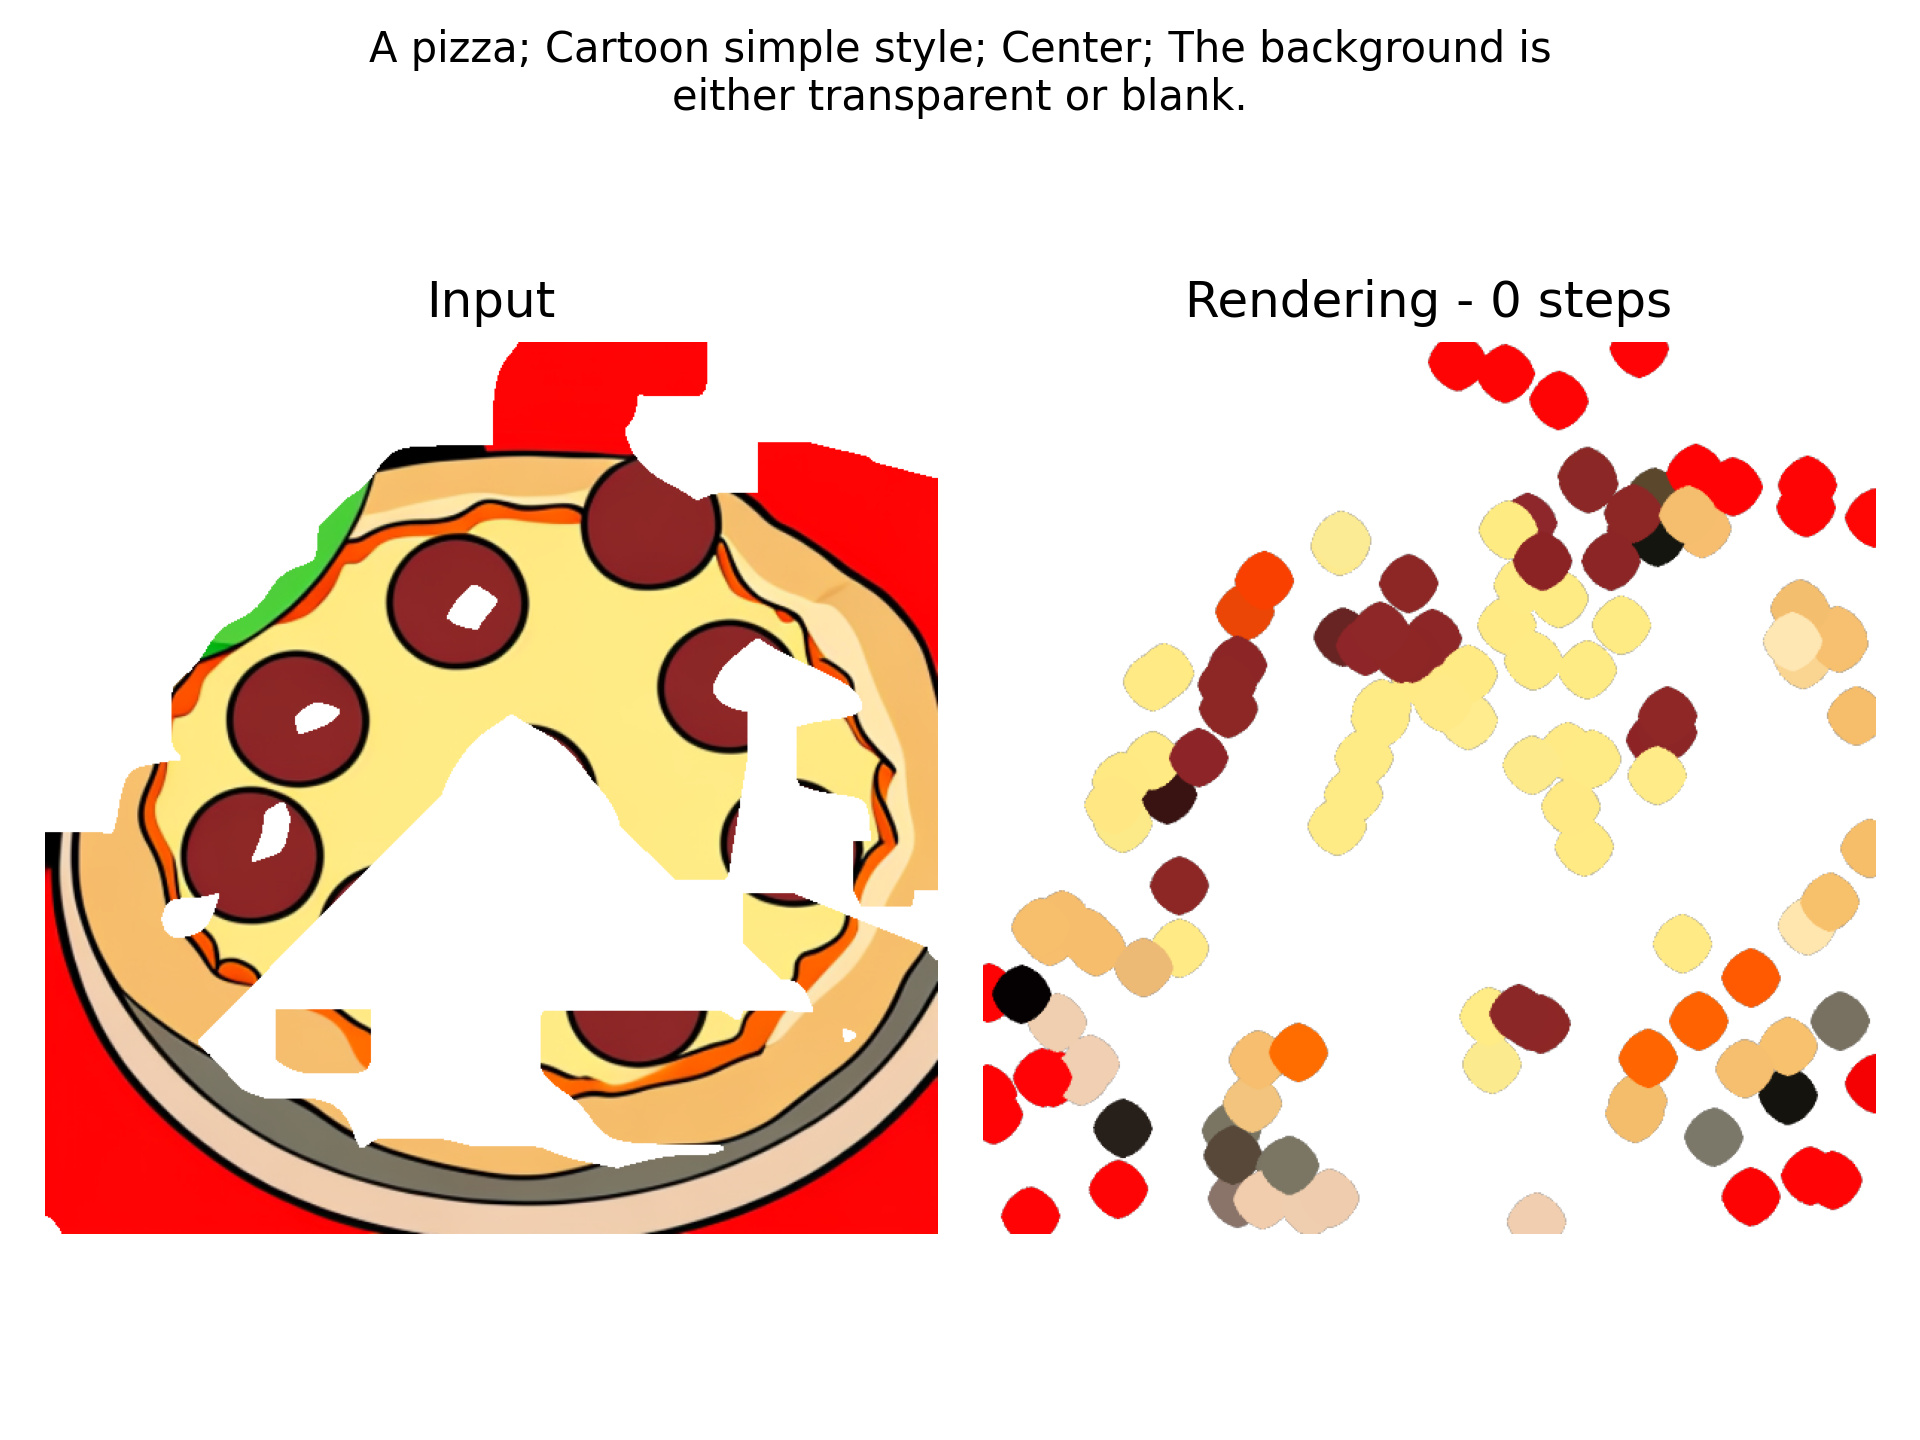 A pizza; Cartoon simple style; Center; The background is
either transparent or blank.
Input
Rendering - 0 steps